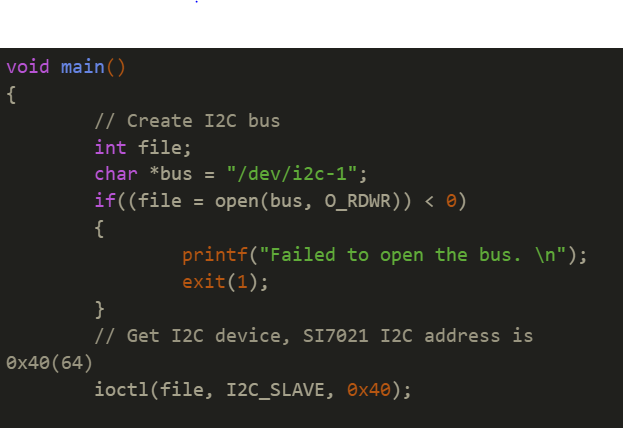 void main()
{
// Create I2C bus
int file;
char *bus = "/dev/i2c-1";
if((file = open(bus, O_RDWR)) < 0)
{
printf("Failed to open the bus. \n");
exit(1);
}
// Get I2C device, SI7021 I2C address is
0x40(64)
ioctl(file, I2C_SLAVE, 0x40);